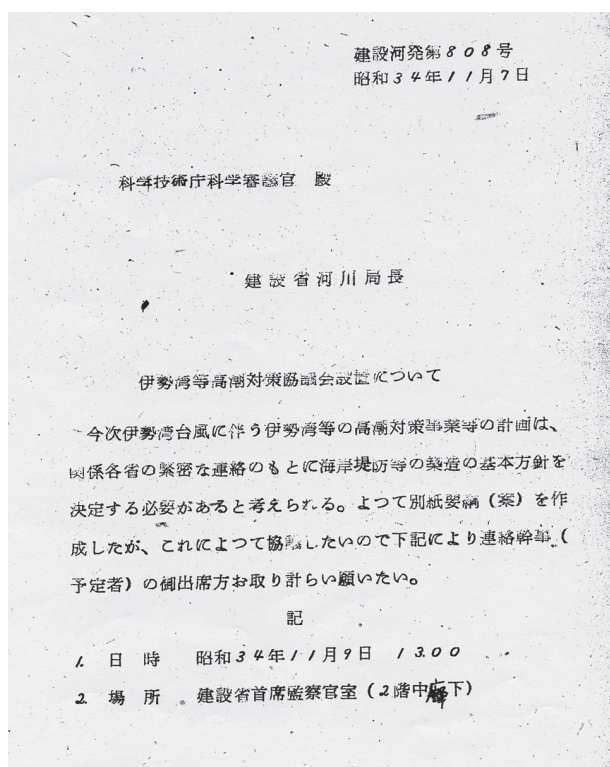 建設河発第808号
昭和34年11月7日
科学技術庁科学審議官 殿
建設省河川局長
伊勢湾等高潮対策協議会設置について
今次伊勢湾台風に伴う伊勢湾等の高潮対策事業等の計画は、
関係各省の緊密な連絡のもとに海岸堤防等の築造の基本方針を
決定する必要があると考えられる。よつて別紙要綱（案）を作
成したが、これによつて協議したいので下記により連絡幹事（
予定者）の御出席方お取り計らい願いたい。
記
1. 日 時 昭和34年11月9日 13.00
2. 場 所 建設省首席監察官室（2階中廊下）